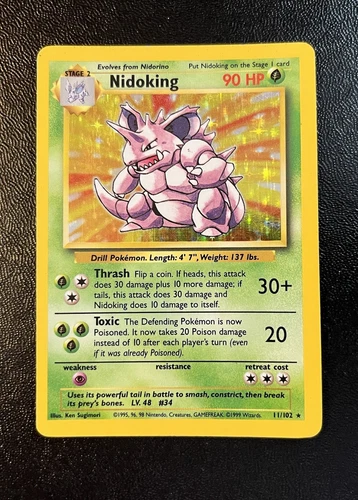 Evolves from Nidorino Put Nidoking on the Stage 1 card
STAGE 2
Nidoking 90 HP
Drill Pokémon. Length: 4' 7", Weight: 137 lbs.
Thrash Flip a coin. If heads, this attack
does 30 damage plus 10 more damage; if
tails, this attack does 30 damage and
Nidoking does 10 damage to itself.
30+
Toxic The Defending Pokémon is now
Poisoned. It now takes 20 Poison damage
instead of 10 after each player's turn (even
if it was already Poisoned).
20
weakness resistance retreat cost
Uses its powerful tail in battle to smash, constrict, then break
its prey's bones. LV. 48 #34
Illus. Ken Sugimori ©1995, 96, 98 Nintendo, Creatures, GAMEFREAK. ©1999 Wizards. 11/102 ★